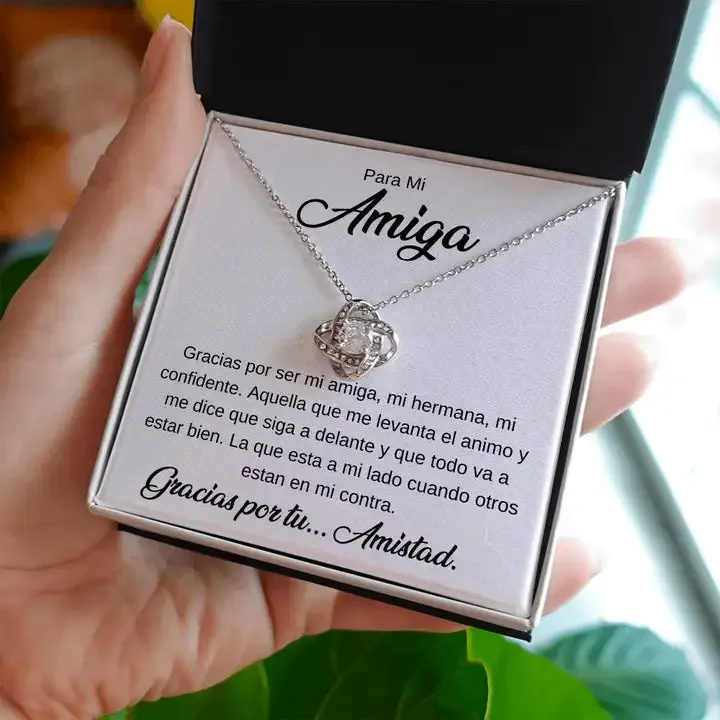 Para Mi
Amiga
Gracias por ser mi amiga, mi hermana, mi
confidente. Aquella que me levanta el animo y
me dice que siga a delante y que todo va a
estar bien. La que esta a mi lado cuando otros
estan en mi contra.
Gracias por tu... Amistad.